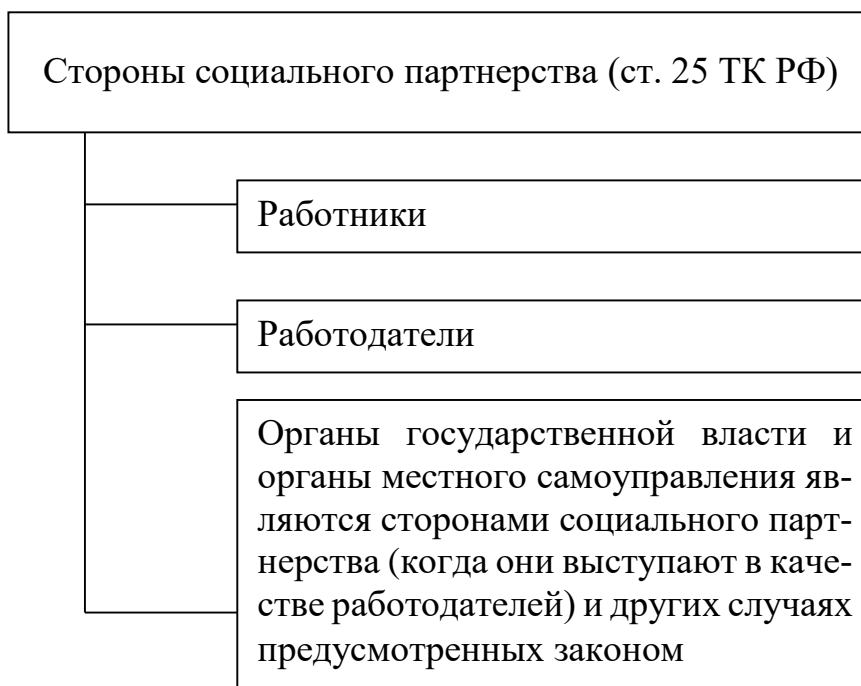 Стороны социального партнерства (ст. 25 ТК РФ)
Работники
Работодатели
Органы государственной власти и
органы местного самоуправления яв-
ляются сторонами социального парт-
нерства (когда они выступают в каче-
стве работодателей) и других случаях
предусмотренных законом